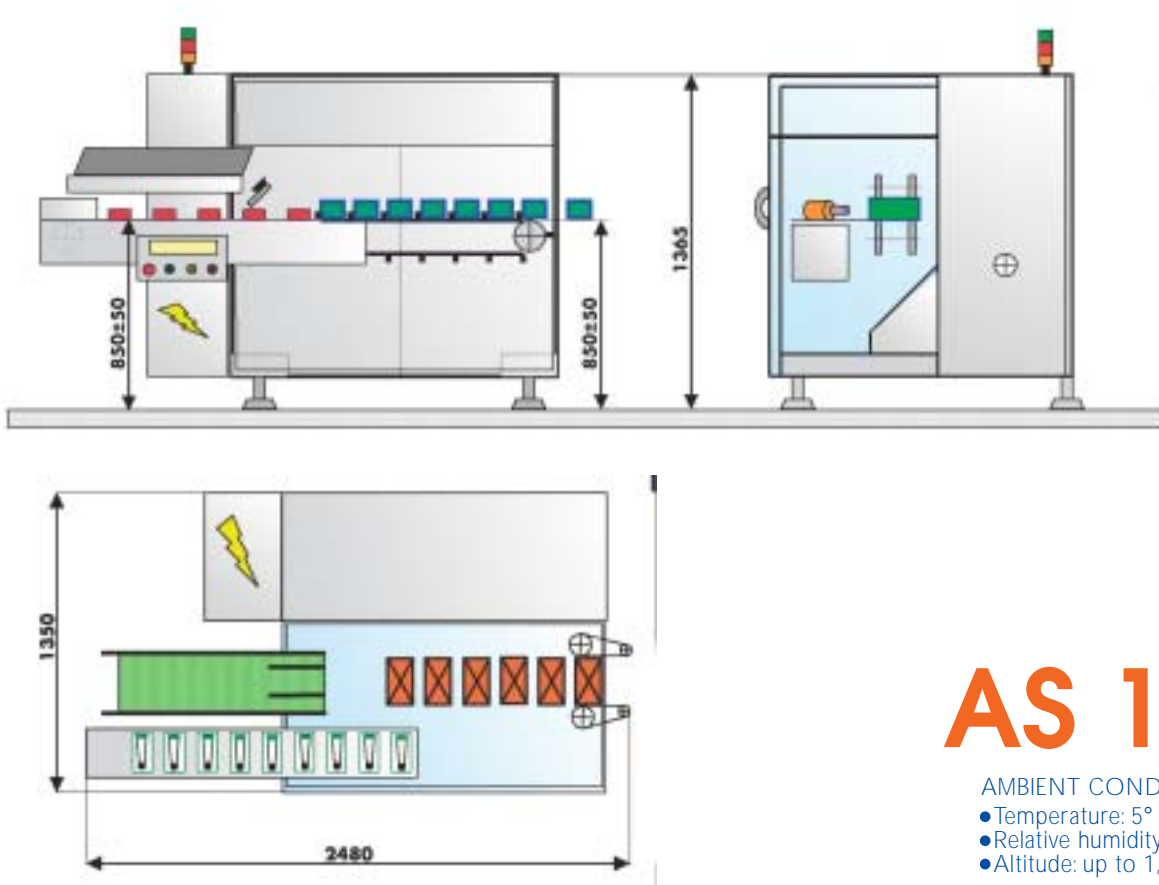 850±50
850±50
1365
1350
2480
AS 1
AMBIENT COND
●Temperature: 5°
●Relative humidity
●Altitude: up to 1,